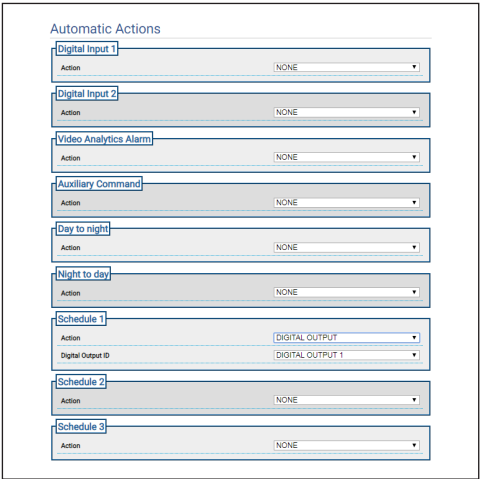 Automatic Actions
Digital Input 1
Action NONE
Digital Input 2
Action NONE
Video Analytics Alarm
Action NONE
Auxiliary Command
Action NONE
Day to night
Action NONE
Night to day
Action NONE
Schedule 1
Action DIGITAL OUTPUT
Digital Output ID DIGITAL OUTPUT 1
Schedule 2
Action NONE
Schedule 3
Action NONE